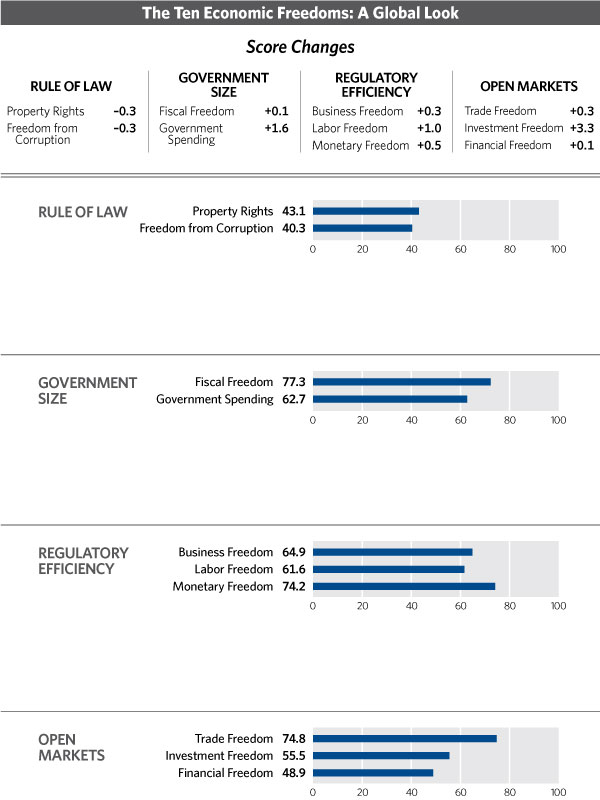 The Ten Economic Freedoms: A Global Look
Score Changes
RULE OF LAW
Property Rights –0.3
Freedom from Corruption –0.3
GOVERNMENT
SIZE
Fiscal Freedom +0.1
Government Spending +1.6
REGULATORY
EFFICIENCY
Business Freedom +0.3
Labor Freedom +1.0
Monetary Freedom +0.5
OPEN MARKETS
Trade Freedom +0.3
Investment Freedom +3.3
Financial Freedom +0.1
RULE OF LAW
Property Rights 43.1
Freedom from Corruption 40.3
0 20 40 60 80 100
GOVERNMENT
SIZE
Fiscal Freedom 77.3
Government Spending 62.7
0 20 40 60 80 100
REGULATORY
EFFICIENCY
Business Freedom 64.9
Labor Freedom 61.6
Monetary Freedom 74.2
0 20 40 60 80 100
OPEN
MARKETS
Trade Freedom 74.8
Investment Freedom 55.5
Financial Freedom 48.9
0 20 40 60 80 100